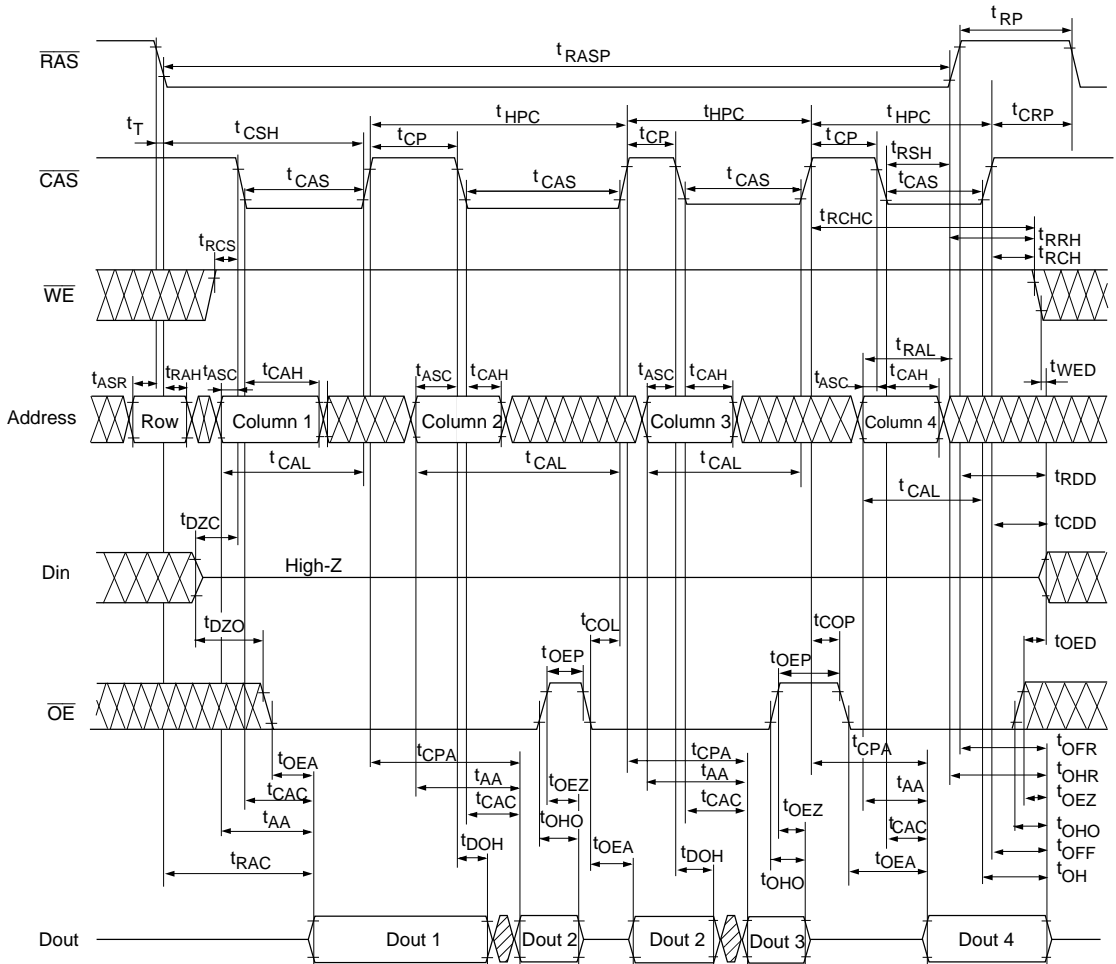 tRP
RAS
tRASP
tT
tCSH
tHPC
tHPC
tHPC
tCRP
tCP
tCP
tCP
tRSH
CAS
tCAS
tCAS
tCAS
tCAS
tRCHC
tRCS
tRRH
tRCH
WE
tRAL
tWED
tASR
tRAH
tASC
tCAH
tASC
tCAH
tASC
tCAH
tASC
tCAH
Address
Row
Column 1
Column 2
Column 3
Column 4
tCAL
tCAL
tCAL
tCAL
tRDD
tDZC
tCDD
Din
High-Z
tDZO
tCOL
tCOP
tOED
tOEP
tOEP
OE
tOEA
tCPA
tCPA
tCPA
tOFR
tCAC
tAA
tAA
tAA
tOHR
tOEZ
tOEZ
tOEZ
tAA
tCAC
tCAC
tCAC
tOHO
tOHO
tOHO
tRAC
tDOH
tOEA
tDOH
tOEA
tOFF
tOH
Dout
Dout 1
Dout 2
Dout 2
Dout 3
Dout 4